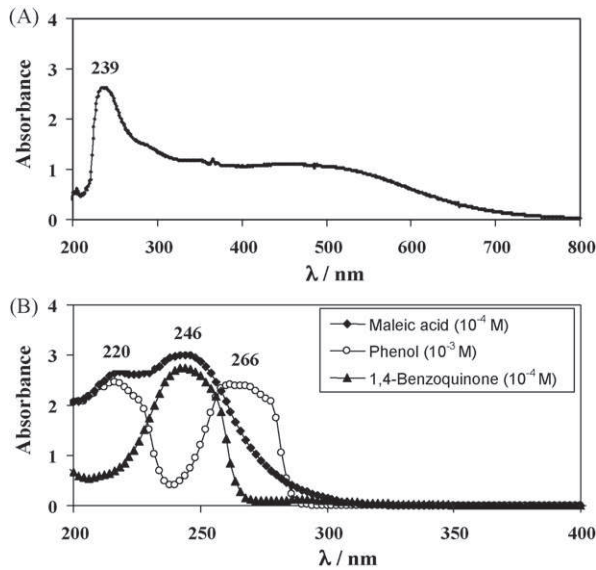 (A)
4
3
2
1
0
Absorbance
239
200 300 400 500 600 700 800
λ / nm
(B)
4
3
2
1
0
Absorbance
220
246
266
Maleic acid (10⁻⁴ M)
Phenol (10⁻³ M)
1,4-Benzoquinone (10⁻⁴ M)
200 250 300 350 400
λ / nm